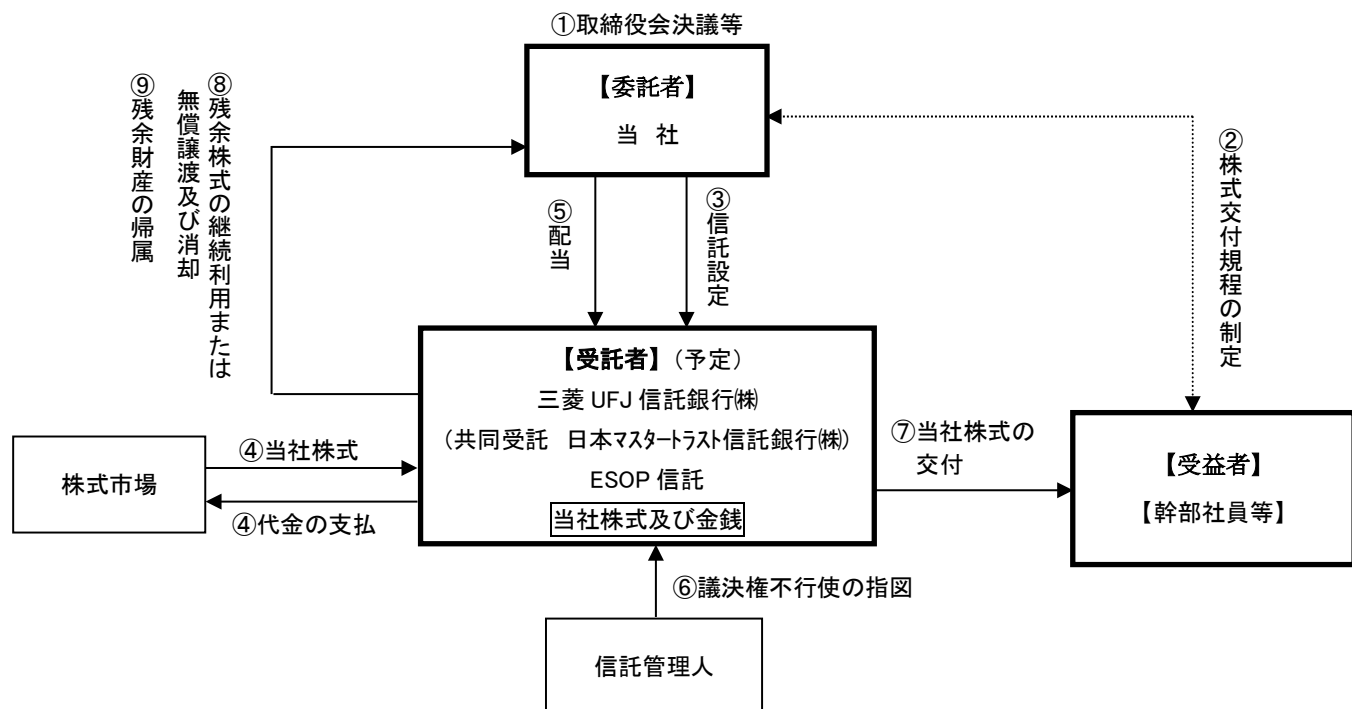 ①取締役会決議等
【委託者】
当 社
⑨残余財産の帰属
⑧残余株式の継続利用または
無償譲渡及び消却
⑤配当
③信託設定
②株式交付規程の制定
【受託者】（予定）
三菱 UFJ 信託銀行㈱
（共同受託 日本マスタートラスト信託銀行㈱）
ESOP 信託
当社株式及び金銭
株式市場
④当社株式
④代金の支払
⑦当社株式の
交付
【受益者】
【幹部社員等】
⑥議決権不行使の指図
信託管理人